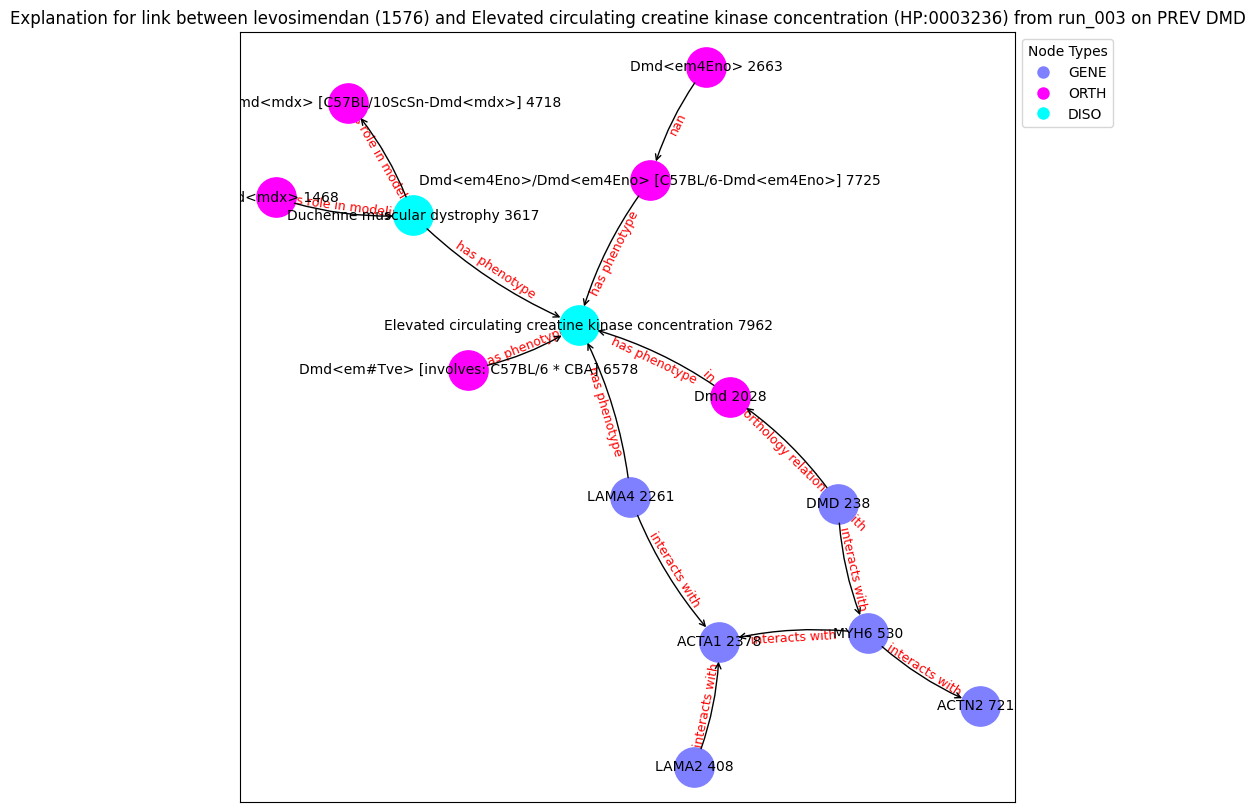 Explanation for link between levosimendan (1576) and Elevated circulating creatine kinase concentration (HP:0003236) from run_003 on PREV DMD
Node Types
GENE
ORTH
DISO
Dmd<em4Eno> 2663
md<mdx> [C57BL/10ScSn-Dmd<mdx>] 4718
nan
role in model
Dmd<em4Eno>/Dmd<em4Eno> [C57BL/6-Dmd<em4Eno>] 7725
d<mdx> 1468
s role in modeli
Duchenne muscular dystrophy 3617
has phenotype
has phenotype
Elevated circulating creatine kinase concentration 7962
has phenotype
as phenotyp
Dmd<em#Tve> [involves: C57BL/6 * CBA] 6578
has phenotype
Dmd 2028
in orthology relation with
LAMA4 2261
DMD 238
interacts with
interacts with
ACTA1 2378
interacts with
MYH6 530
interacts with
ACTN2 721
interacts with
LAMA2 408